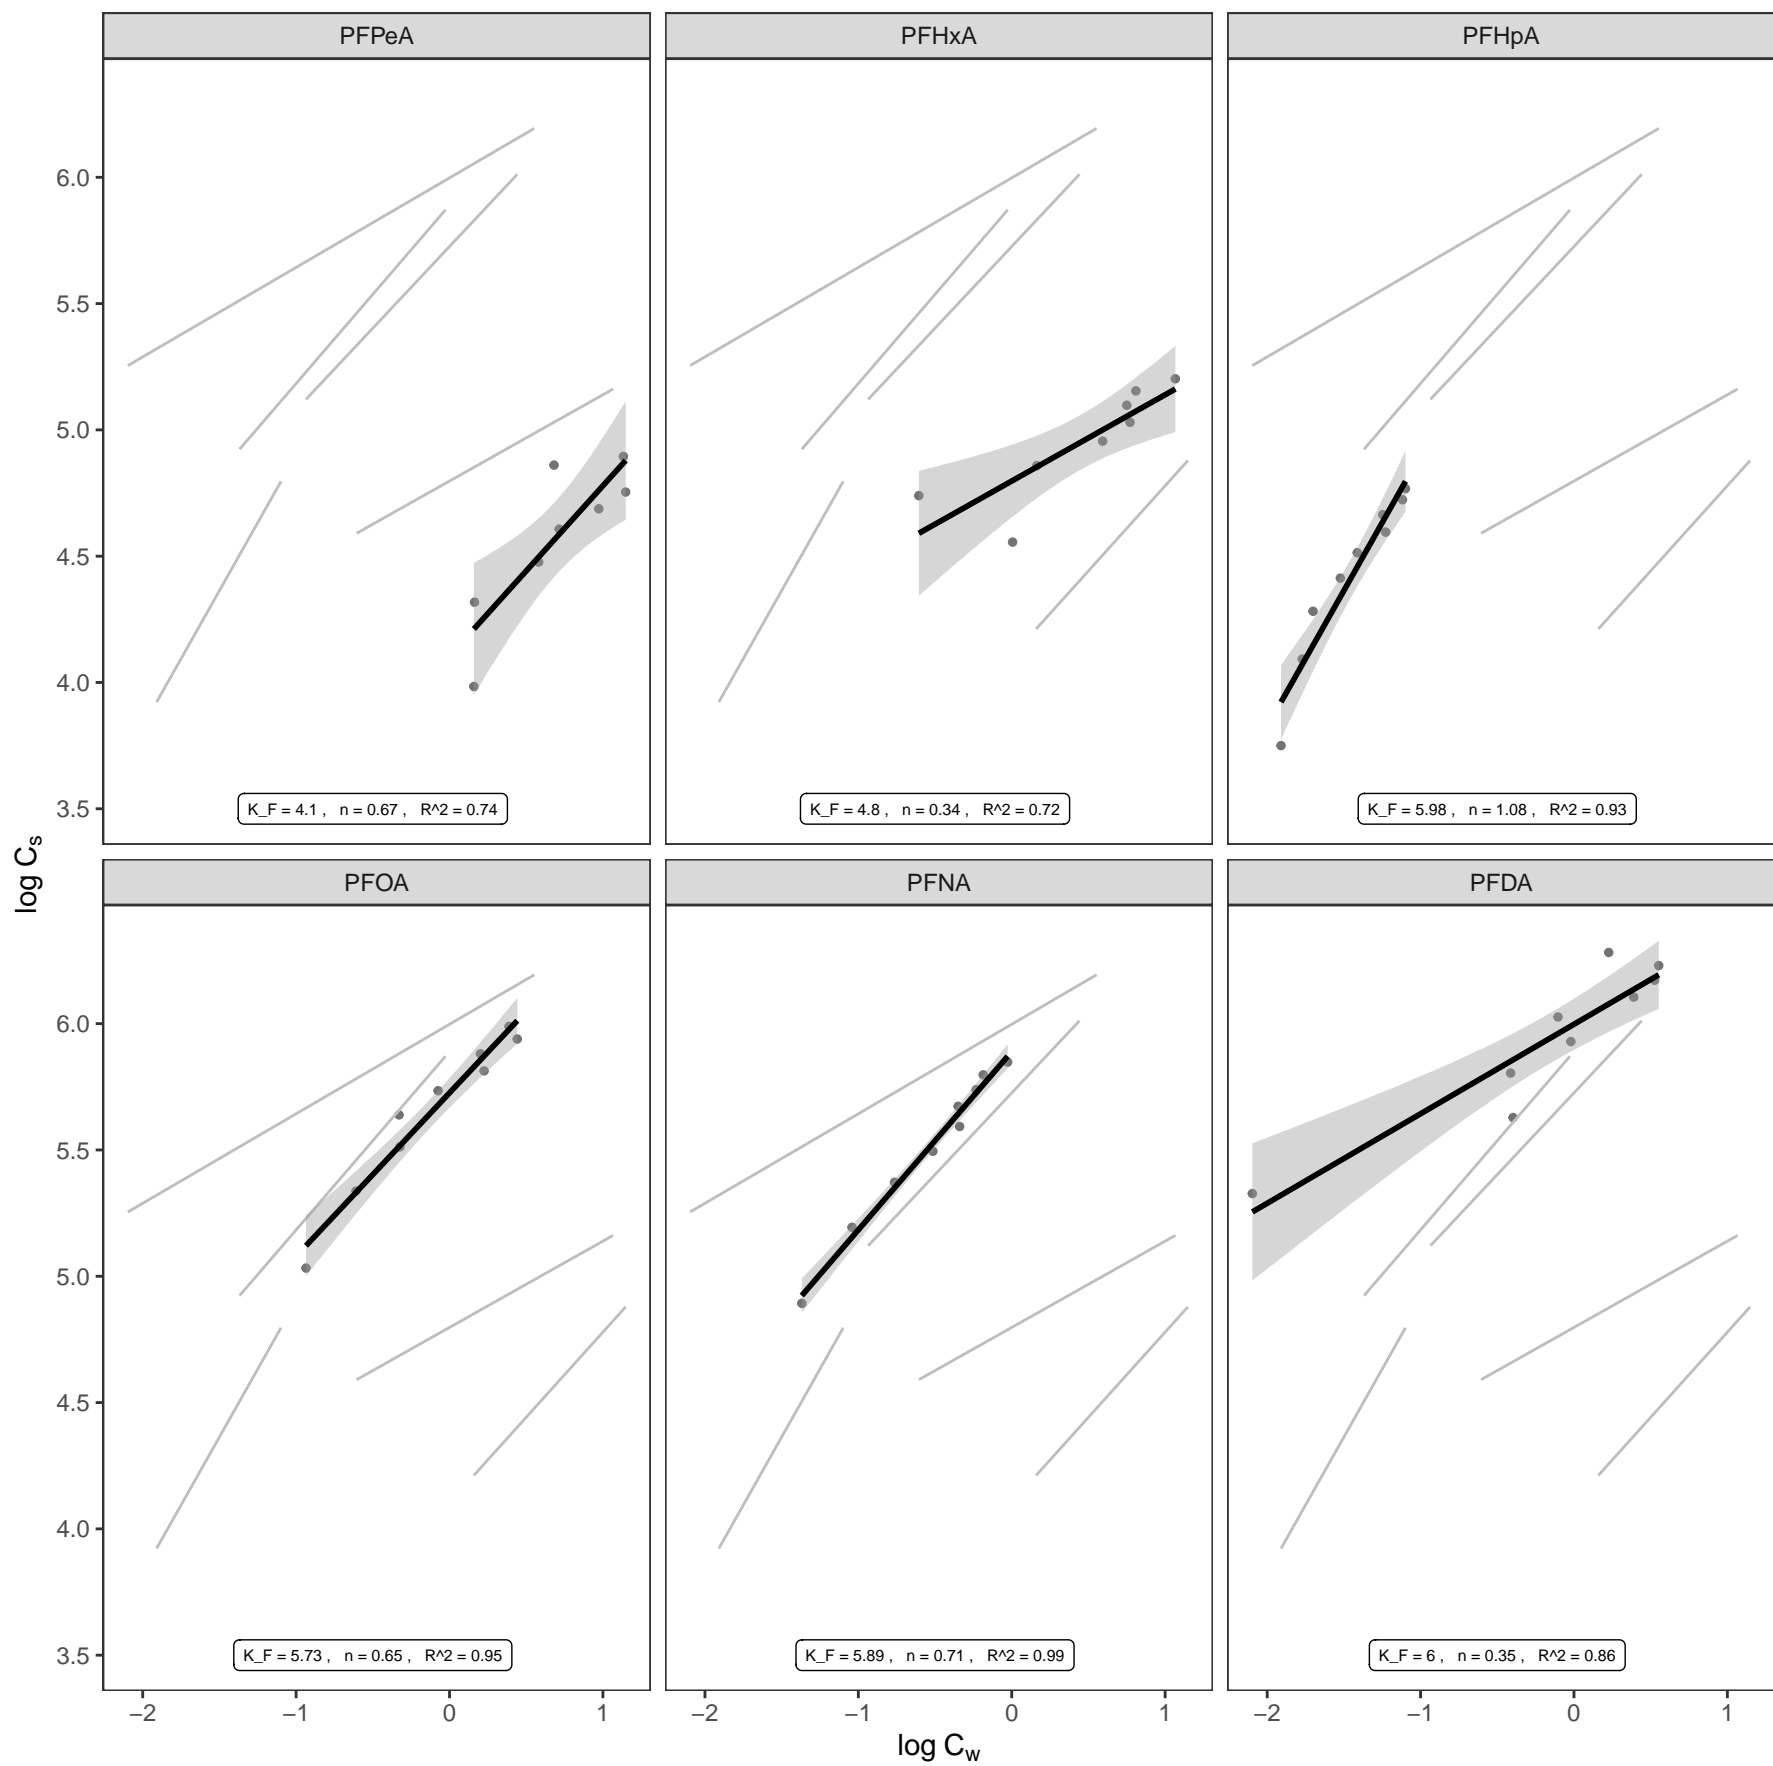 PFPeA PFHxA PFHpA
6.0
5.5
5.0
4.5
4.0
3.5
K_F = 4.1 , n = 0.67 , R^2 = 0.74
K_F = 4.8 , n = 0.34 , R^2 = 0.72
K_F = 5.98 , n = 1.08 , R^2 = 0.93
log Cs
PFOA PFNA PFDA
6.0
5.5
5.0
4.5
4.0
3.5
K_F = 5.73 , n = 0.65 , R^2 = 0.95
K_F = 5.89 , n = 0.71 , R^2 = 0.99
K_F = 6 , n = 0.35 , R^2 = 0.86
−2 −1 0 1 −2 −1 0 1 −2 −1 0 1
log Cw